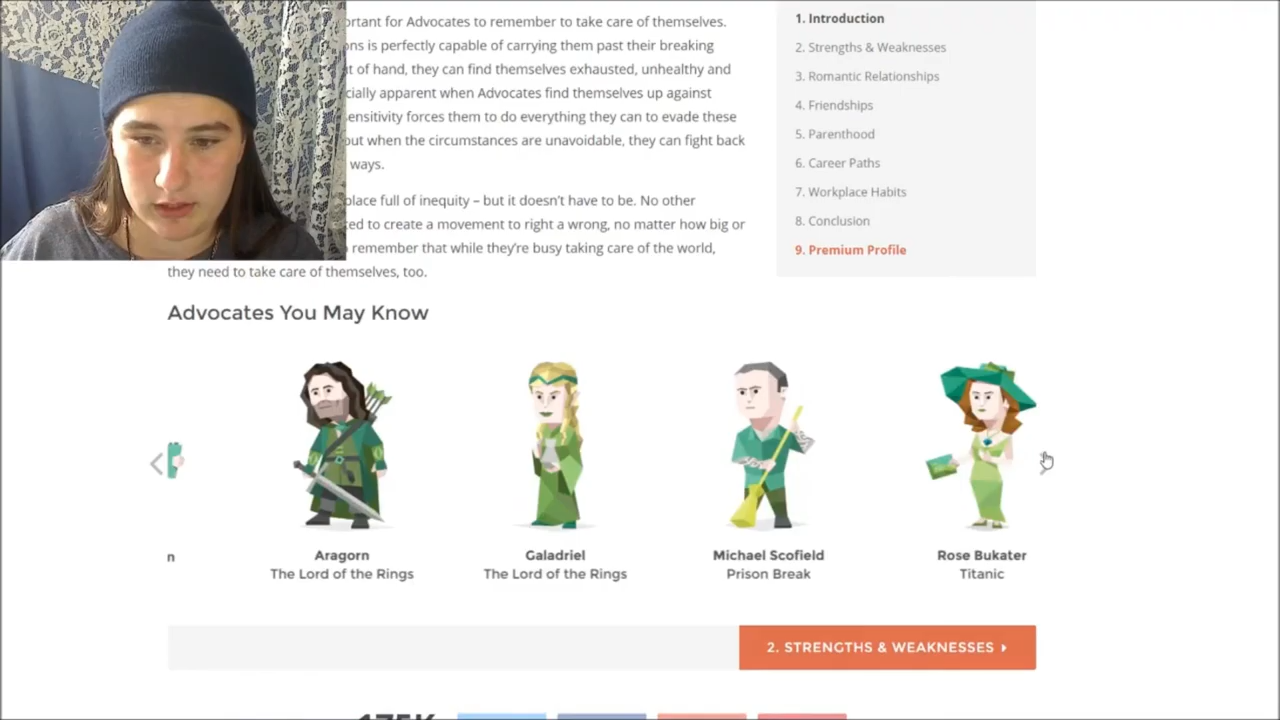 ortant for Advocates to remember to take care of themselves.
ons is perfectly capable of carrying them past their breaking
t of hand, they can find themselves exhausted, unhealthy and
cially apparent when Advocates find themselves up against
sensitivity forces them to do everything they can to evade these
out when the circumstances are unavoidable, they can fight back
ways.
place full of inequity – but it doesn't have to be. No other
ed to create a movement to right a wrong, no matter how big or
remember that while they're busy taking care of the world,
they need to take care of themselves, too.
1. Introduction
2. Strengths & Weaknesses
3. Romantic Relationships
4. Friendships
5. Parenthood
6. Career Paths
7. Workplace Habits
8. Conclusion
9. Premium Profile
Advocates You May Know
n
Aragorn
The Lord of the Rings
Galadriel
The Lord of the Rings
Michael Scofield
Prison Break
Rose Bukater
Titanic
2. STRENGTHS & WEAKNESSES
175K